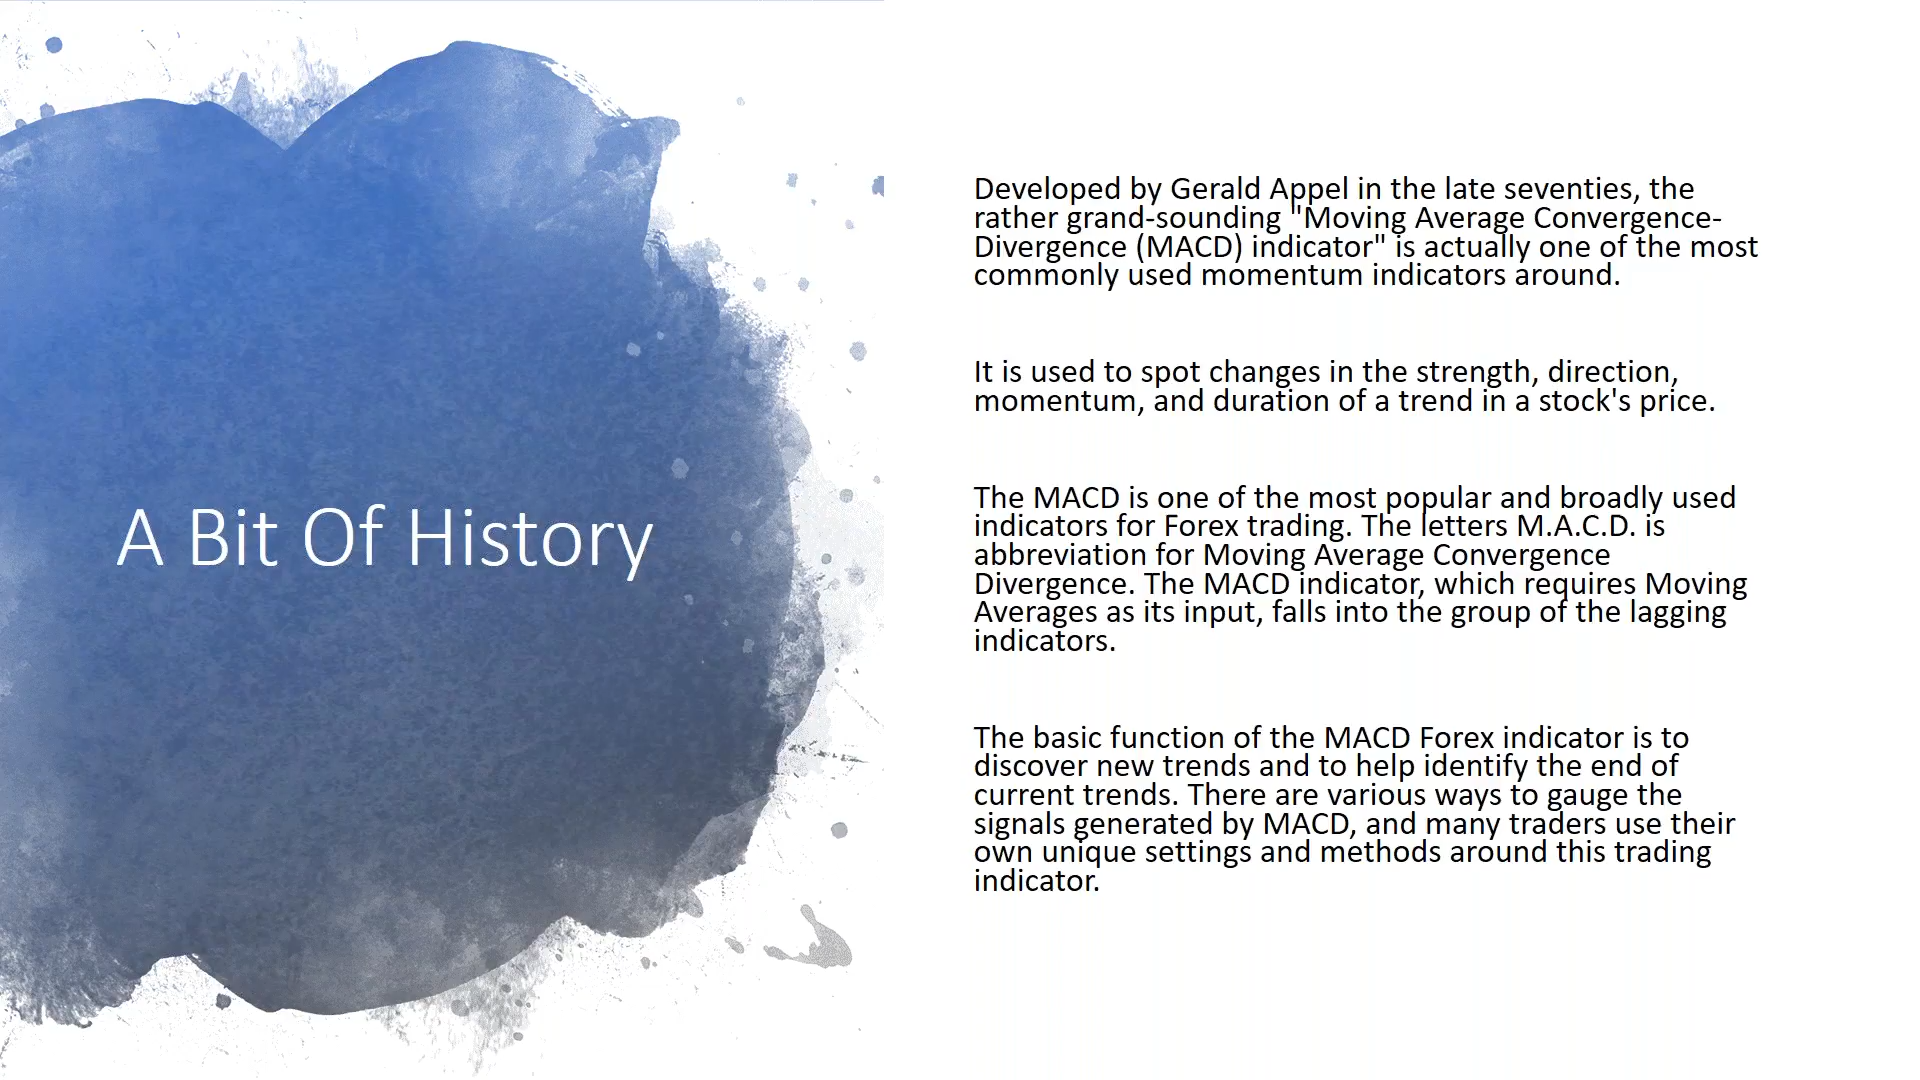 A Bit Of History
Developed by Gerald Appel in the late seventies, the
rather grand-sounding "Moving Average Convergence-
Divergence (MACD) indicator" is actually one of the most
commonly used momentum indicators around.
It is used to spot changes in the strength, direction,
momentum, and duration of a trend in a stock's price.
The MACD is one of the most popular and broadly used
indicators for Forex trading. The letters M.A.C.D. is
abbreviation for Moving Average Convergence
Divergence. The MACD indicator, which requires Moving
Averages as its input, falls into the group of the lagging
indicators.
The basic function of the MACD Forex indicator is to
discover new trends and to help identify the end of
current trends. There are various ways to gauge the
signals generated by MACD, and many traders use their
own unique settings and methods around this trading
indicator.